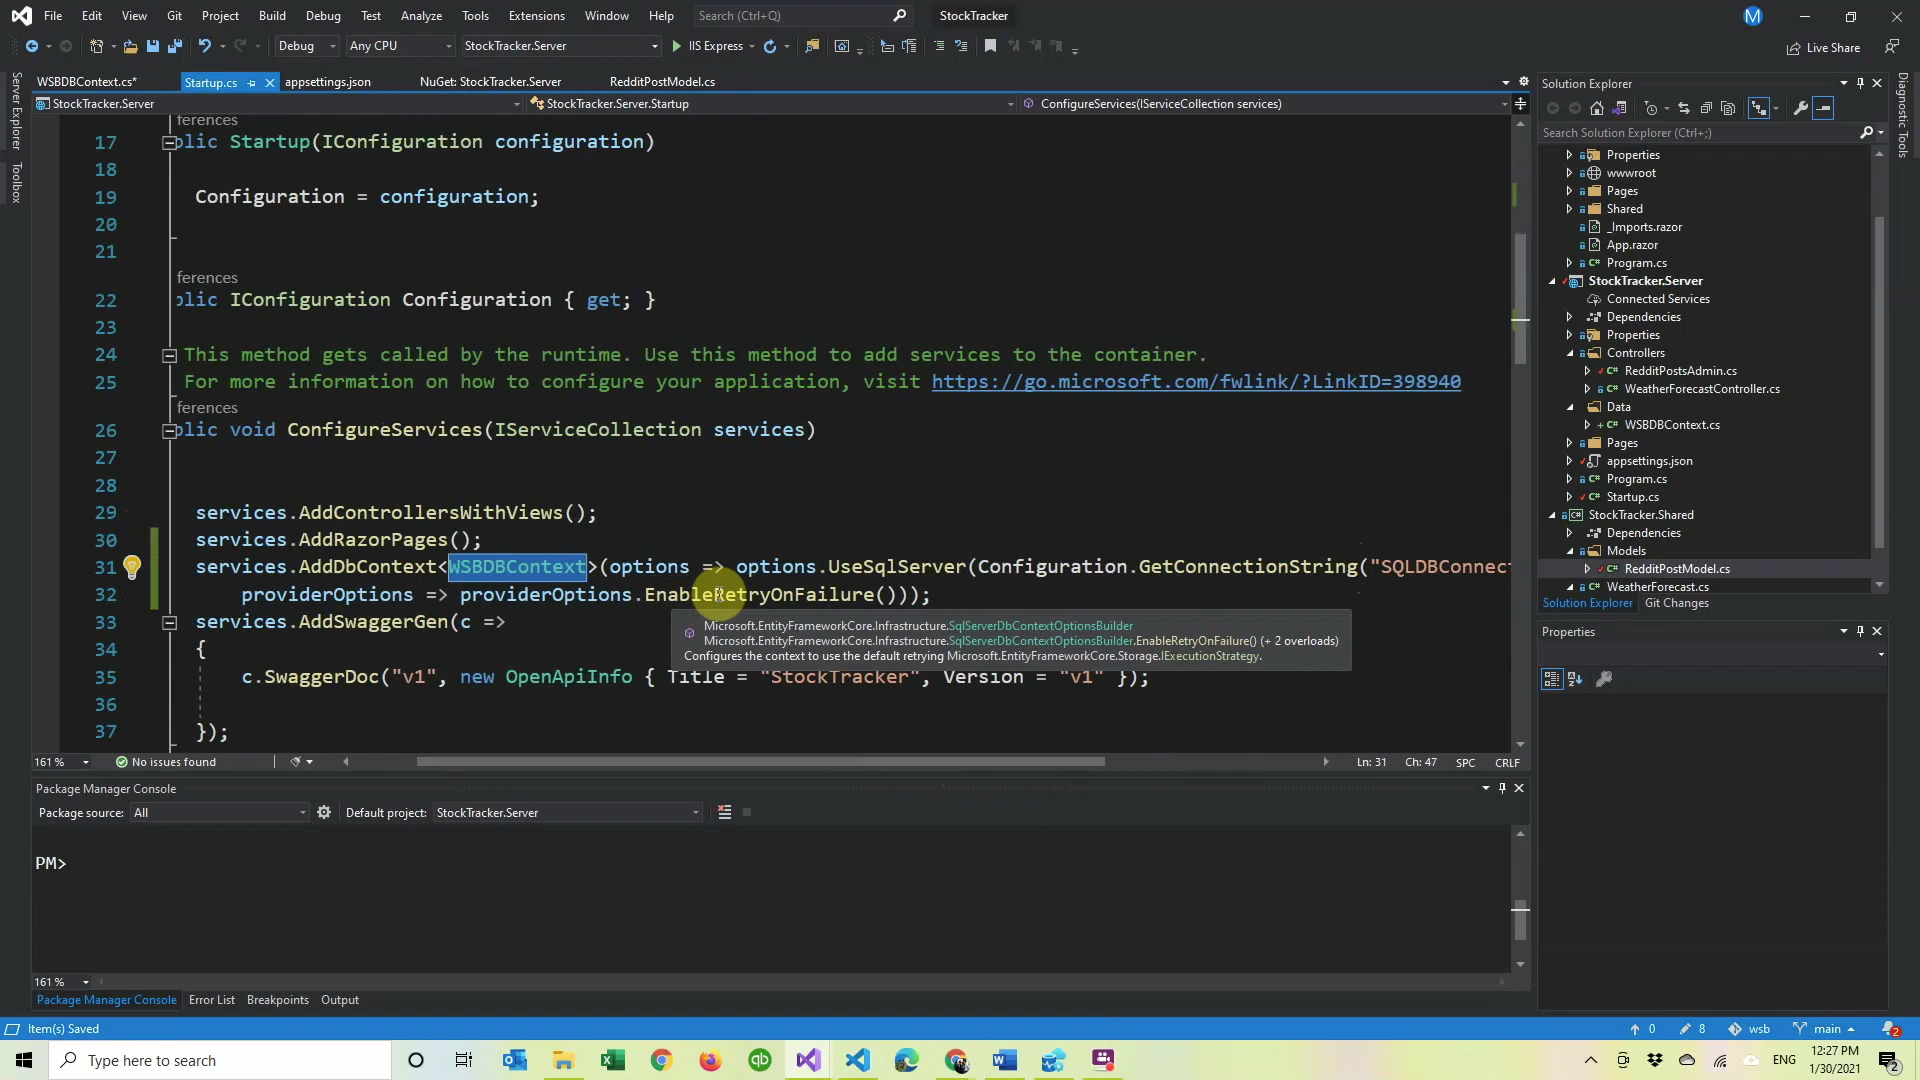 File Edit View Git Project Build Debug Test Analyze Tools Extensions Window Help Search (Ctrl+Q) StockTracker M
Debug Any CPU StockTracker.Server IIS Express Live Share
WSBDBContext.cs* Startup.cs appsettings.json NuGet: StockTracker.Server RedditPostModel.cs
StockTracker.Server StockTracker.Server.Startup ConfigureServices(IServiceCollection services)
Server Explorer
Toolbox
ferences
17 blic Startup(IConfiguration configuration)
18
19 Configuration = configuration;
20
21
ferences
22 blic IConfiguration Configuration { get; }
23
24 This method gets called by the runtime. Use this method to add services to the container.
25 For more information on how to configure your application, visit https://go.microsoft.com/fwlink/?LinkID=398940
ferences
26 blic void ConfigureServices(IServiceCollection services)
27
28
29 services.AddControllersWithViews();
30 services.AddRazorPages();
31 services.AddDbContext<WSBDBContext>(options => options.UseSqlServer(Configuration.GetConnectionString("SQLDBConnect
32 providerOptions => providerOptions.EnableRetryOnFailure()));
33 services.AddSwaggerGen(c =>
Microsoft.EntityFrameworkCore.Infrastructure.SqlServerDbContextOptionsBuilder
Microsoft.EntityFrameworkCore.Infrastructure.SqlServerDbContextOptionsBuilder.EnableRetryOnFailure() (+ 2 overloads)
Configures the context to use the default retrying Microsoft.EntityFrameworkCore.Storage.IExecutionStrategy.
34 {
35 c.SwaggerDoc("v1", new OpenApiInfo { Title = "StockTracker", Version = "v1" });
36
37 });
161 % No issues found Ln: 31 Ch: 47 SPC CRLF
Package Manager Console
Package source: All Default project: StockTracker.Server
PM>
161 %
Package Manager Console Error List Breakpoints Output
Solution Explorer
Search Solution Explorer (Ctrl+;)
Properties
wwwroot
Pages
Shared
_Imports.razor
App.razor
Program.cs
StockTracker.Server
Connected Services
Dependencies
Properties
Controllers
RedditPostsAdmin.cs
WeatherForecastController.cs
Data
WSBDBContext.cs
Pages
appsettings.json
Program.cs
Startup.cs
StockTracker.Shared
Dependencies
Models
RedditPostModel.cs
WeatherForecast.cs
Solution Explorer Git Changes
Properties
Diagnostic Tools
Item(s) Saved 0 8 wsb main 2
Type here to search ENG 12:27 PM
1/30/2021 2